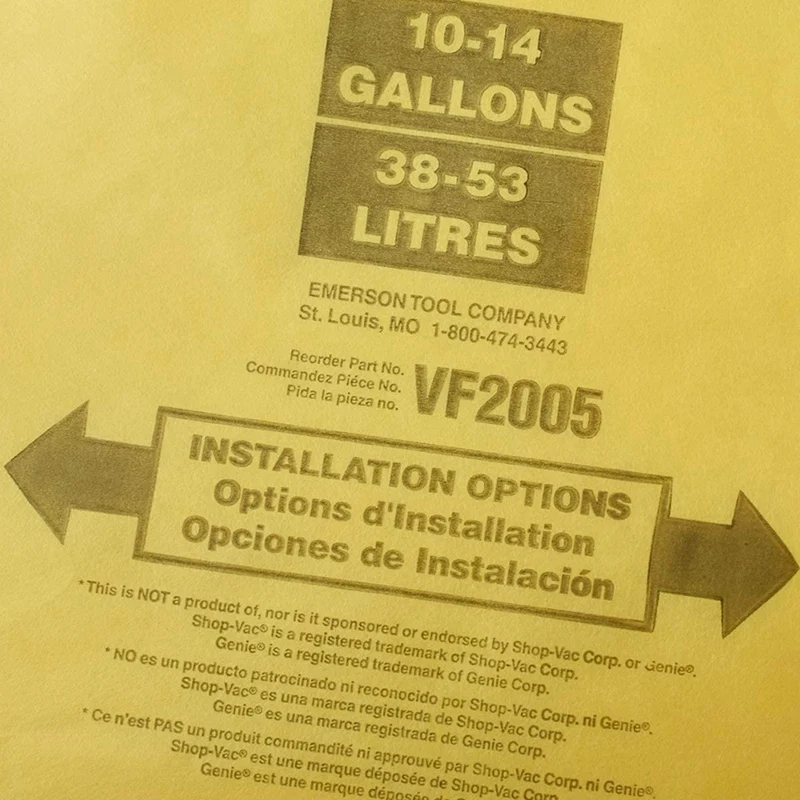 10-14
GALLONS
38-53
LITRES
EMERSON TOOL COMPANY
St. Louis, MO 1-800-474-3443
Reorder Part No.
Commandez Piéce No.
Pida la pieza no.
VF2005
INSTALLATION OPTIONS
Options d'Installation
Opciones de Instalación
*This is NOT a product of, nor is it sponsored or endorsed by Shop-Vac Corp. or Genie®.
Shop-Vac® is a registered trademark of Shop-Vac Corp.
Genie® is a registered trademark of Genie Corp.
*NO es un producto patrocinado ni reconocido por Shop-Vac Corp. ni Genie®.
Shop-Vac® es una marca registrada de Shop-Vac Corp.
Genie® es una marca registrada de Genie Corp.
*Ce n'est PAS un produit commandité ni approuvé par Shop-Vac Corp. ni Genie®.
Shop-Vac® est une marque déposée de Shop-Vac Corp.
Genie® est une marque déposée de Genie